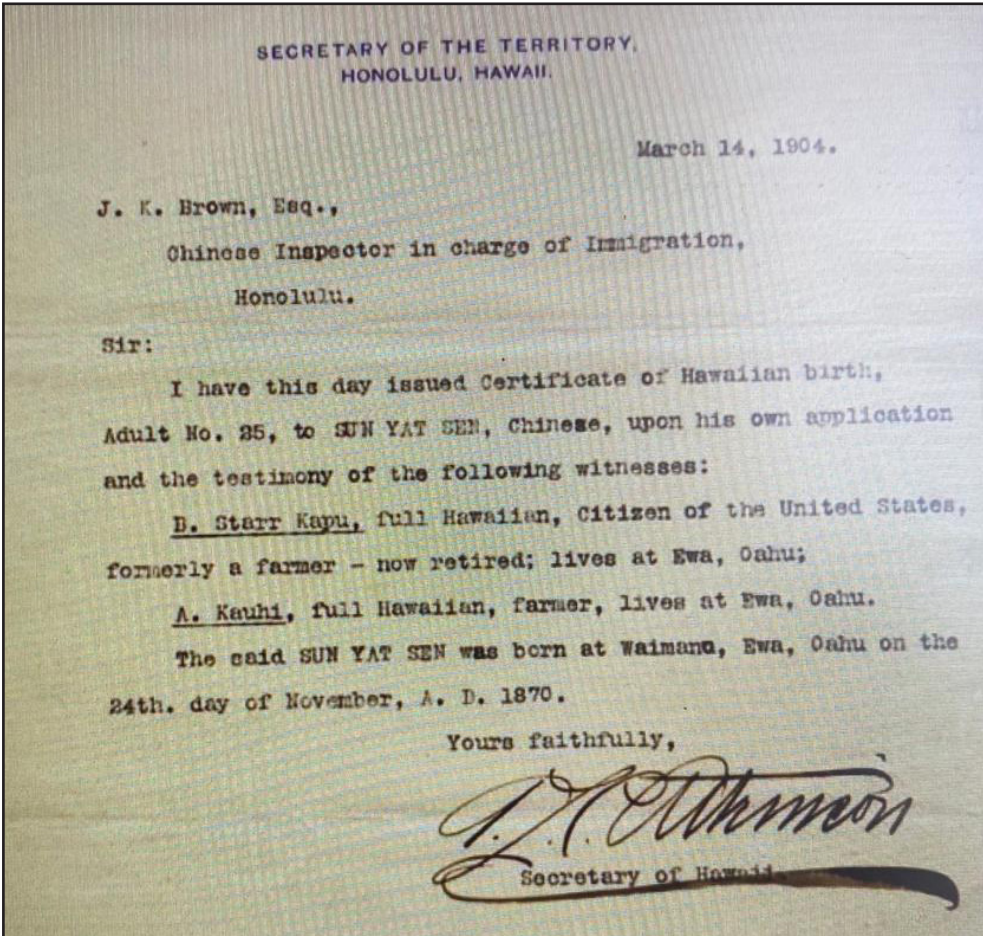 SECRETARY OF THE TERRITORY,
HONOLULU, HAWAII.
March 14, 1904.
J. K. Brown, Esq.,
Chinese Inspector in charge of Immigration,
Honolulu.
Sir:
I have this day issued Certificate of Hawaiian birth,
Adult No. 25, to SUN YAT SEN, Chinese, upon his own application
and the testimony of the following witnesses:
B. Starr Kapu, full Hawaiian, Citizen of the United States,
formerly a farmer - now retired; lives at Ewa, Oahu;
A. Kauhi, full Hawaiian, farmer, lives at Ewa, Oahu.
The said SUN YAT SEN was born at Waimano, Ewa, Oahu on the
24th. day of November, A. D. 1870.
Yours faithfully,
Atkinson
Secretary of Hawaii.